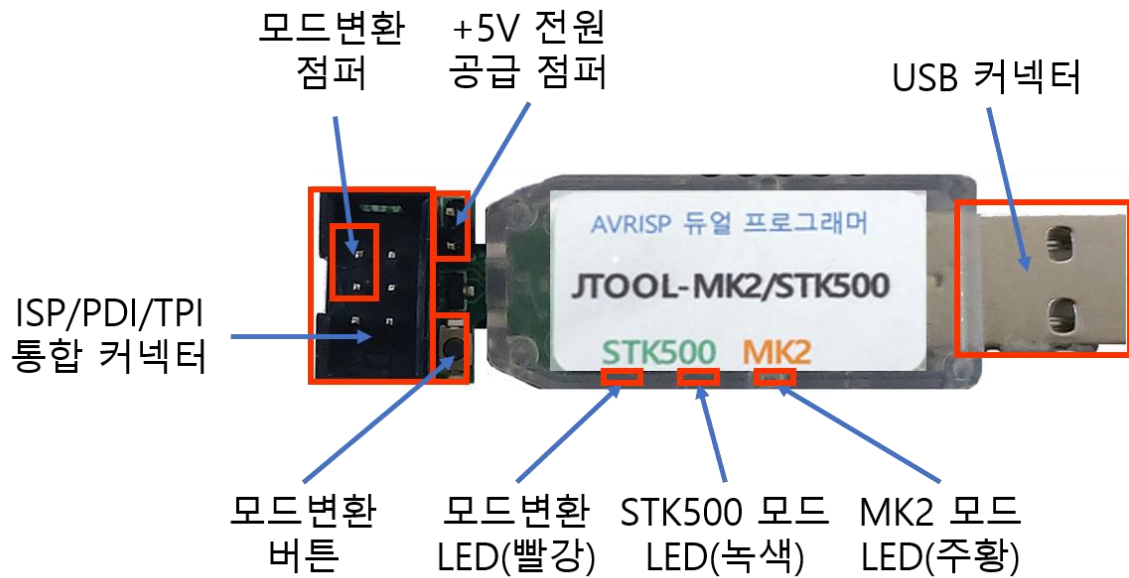 모드변환
점퍼
+5V 전원
공급 점퍼
USB 커넥터
AVRISP 듀얼 프로그래머
JTOOL-MK2/STK500
STK500 MK2
ISP/PDI/TPI
통합 커넥터
모드변환
버튼
모드변환
LED(빨강)
STK500 모드
LED(녹색)
MK2 모드
LED(주황)